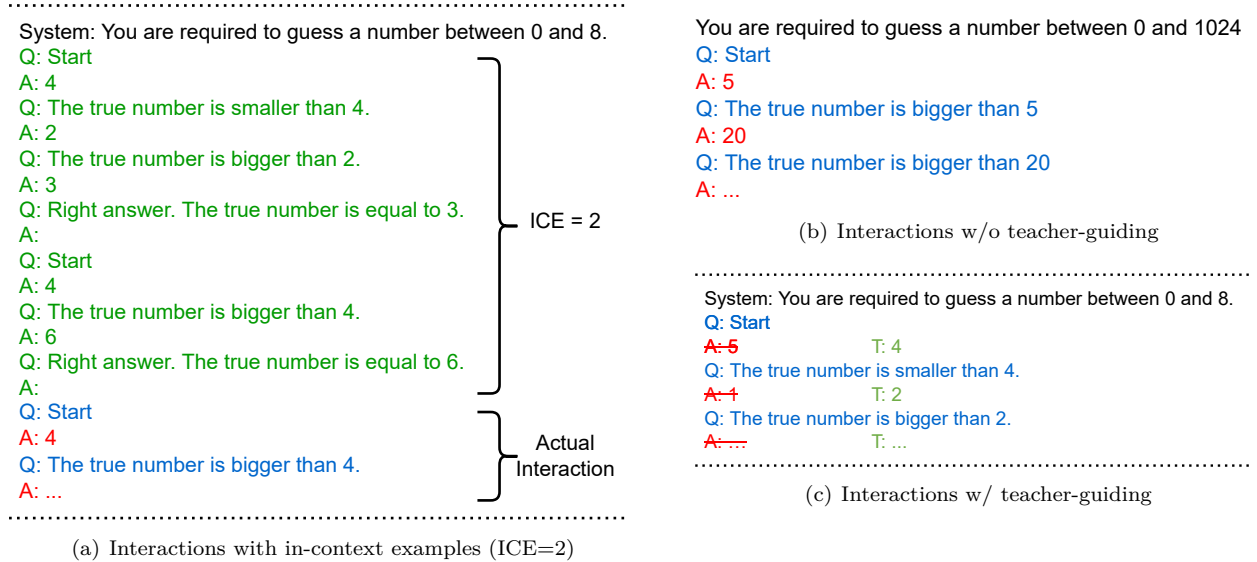 System: You are required to guess a number between 0 and 8.
Q: Start
A: 4
Q: The true number is smaller than 4.
A: 2
Q: The true number is bigger than 2.
A: 3
Q: Right answer. The true number is equal to 3.
A:
Q: Start
A: 4
Q: The true number is bigger than 4.
A: 6
Q: Right answer. The true number is equal to 6.
A:
ICE = 2
Q: Start
A: 4
Q: The true number is bigger than 4.
A: ...
Actual
Interaction
(a) Interactions with in-context examples (ICE=2)
You are required to guess a number between 0 and 1024
Q: Start
A: 5
Q: The true number is bigger than 5
A: 20
Q: The true number is bigger than 20
A: ...
(b) Interactions w/o teacher-guiding
System: You are required to guess a number between 0 and 8.
Q: Start
A: 5 T: 4
Q: The true number is smaller than 4.
A: 1 T: 2
Q: The true number is bigger than 2.
A: ... T: ...
(c) Interactions w/ teacher-guiding